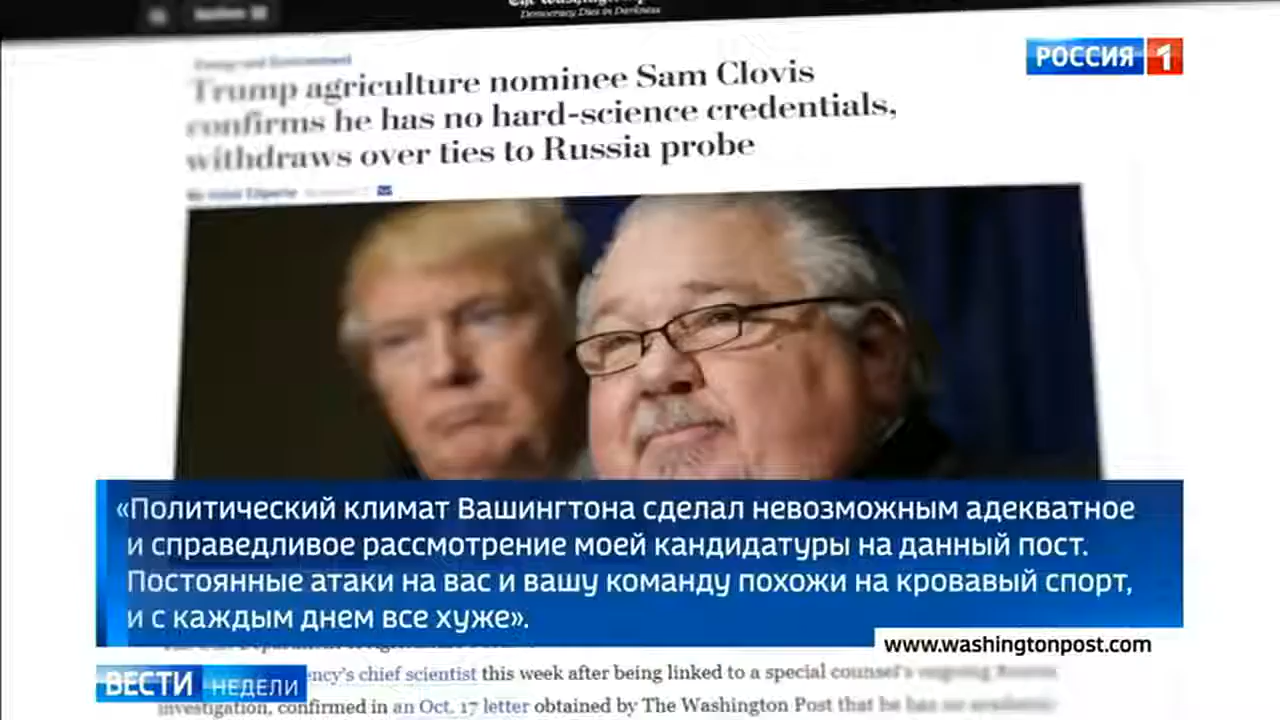 Democracy Dies in Darkness
РОССИЯ 1
Trump agriculture nominee Sam Clovis
confirms he has no hard-science credentials,
withdraws over ties to Russia probe
«Политический климат Вашингтона сделал невозможным адекватное
и справедливое рассмотрение моей кандидатуры на данный пост.
Постоянные атаки на вас и вашу команду похожи на кровавый спорт,
и с каждым днем все хуже».
www.washingtonpost.com
ВЕСТИ НЕДЕЛИ
ency's chief scientist this week after being linked to a special counsel's ongoing Russia
investigation, confirmed in an Oct. 17 letter obtained by The Washington Post that he has no academic